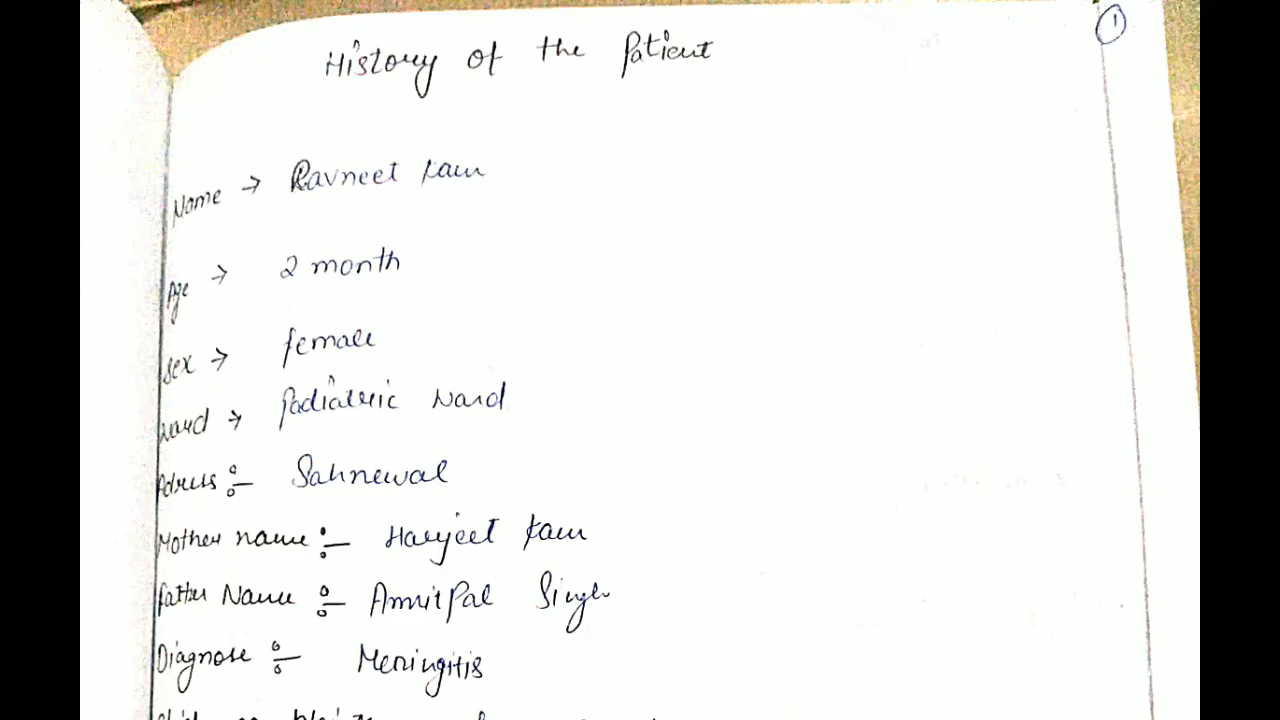 1
History of the Patient
Name → Ravneet kaur
Age → 2 month
Sex → female
ward → Padiatric Ward
Adress :- Sahnewal
Mother name :- Harjeet kaur
Father Name :- AmritPal Singh
Diagnose :- Meningitis